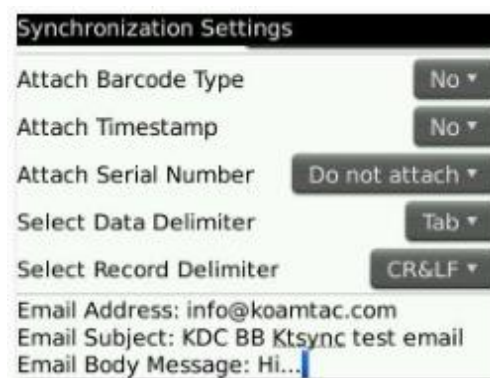 Synchronization Settings
Attach Barcode Type No
Attach Timestamp No
Attach Serial Number Do not attach
Select Data Delimiter Tab
Select Record Delimiter CR&LF
Email Address: info@koamtac.com
Email Subject: KDC BB Ktsync test email
Email Body Message: Hi...